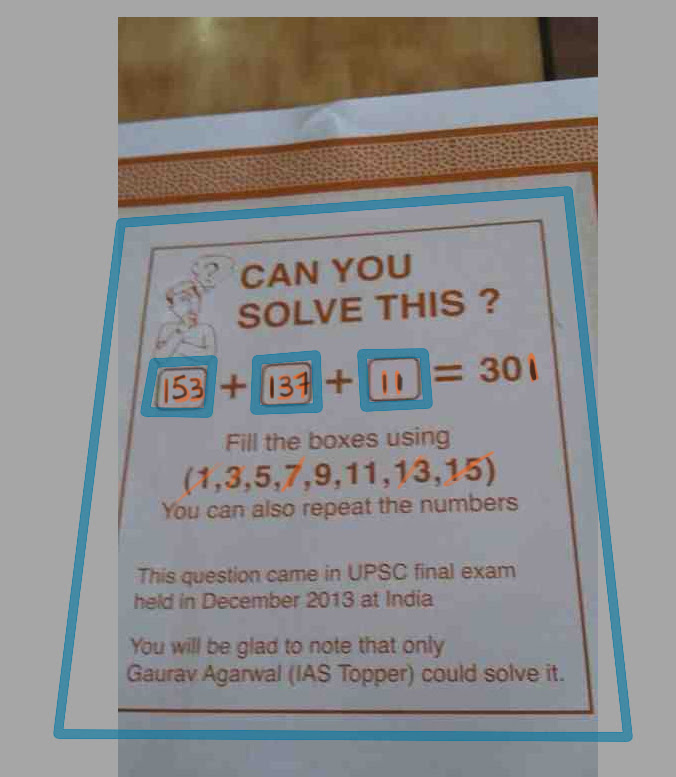 CAN YOU
SOLVE THIS ?
153 + 137 + 11 = 301
Fill the boxes using
(1,3,5,7,9,11,13,15)
You can also repeat the numbers
This question came in UPSC final exam
held in December 2013 at India
You will be glad to note that only
Gaurav Agarwal (IAS Topper) could solve it.